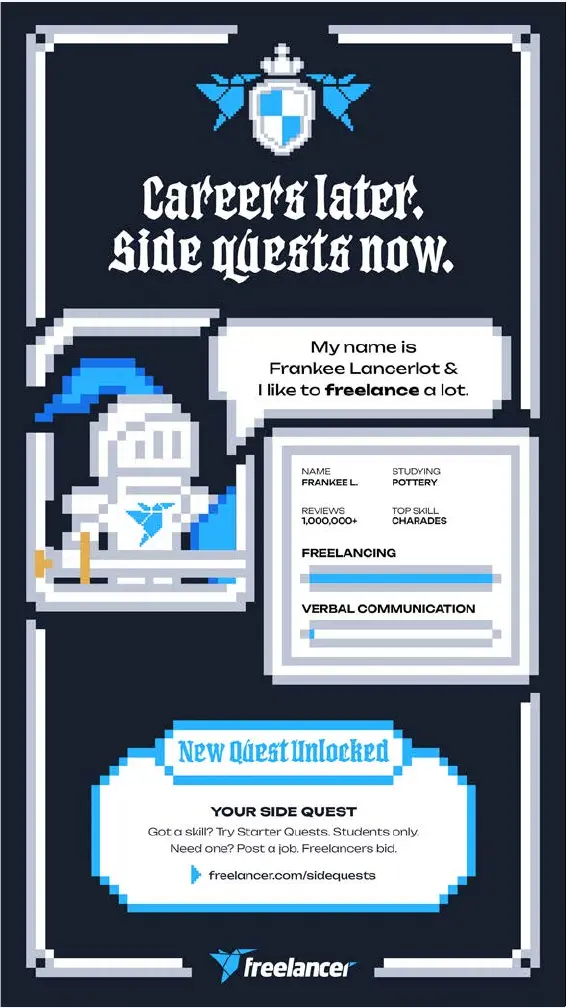 Careers later.
Side quests now.
My name is
Frankee Lancerlot &
I like to freelance a lot.
NAME
FRANKEE L.
STUDYING
POTTERY
REVIEWS
1,000,000+
TOP SKILL
CHARADES
FREELANCING
VERBAL COMMUNICATION
New Quest Unlocked
YOUR SIDE QUEST
Got a skill? Try Starter Quests. Students only.
Need one? Post a job. Freelancers bid.
freelancer.com/sidequests
freelancer